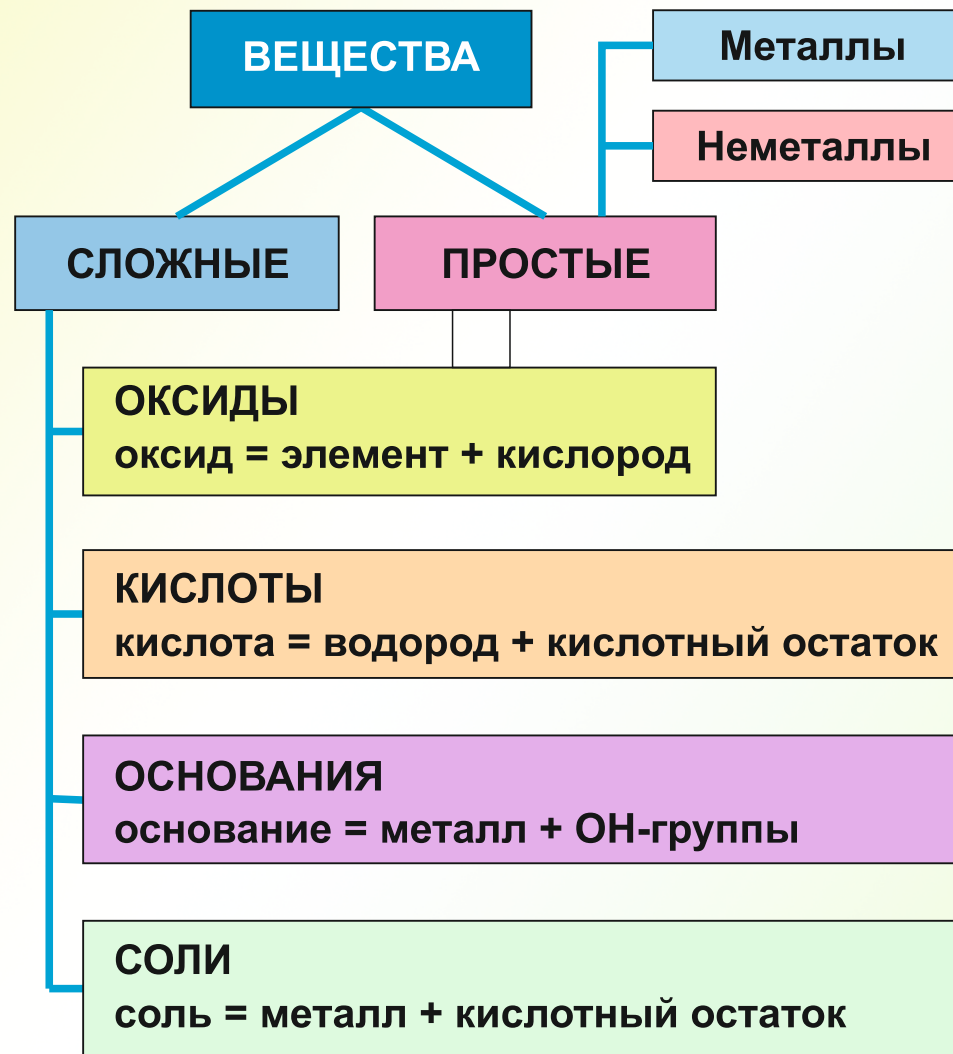 ВЕЩЕСТВА
Металлы
Неметаллы
СЛОЖНЫЕ
ПРОСТЫЕ
ОКСИДЫ
оксид = элемент + кислород
КИСЛОТЫ
кислота = водород + кислотный остаток
ОСНОВАНИЯ
основание = металл + ОН-группы
СОЛИ
соль = металл + кислотный остаток